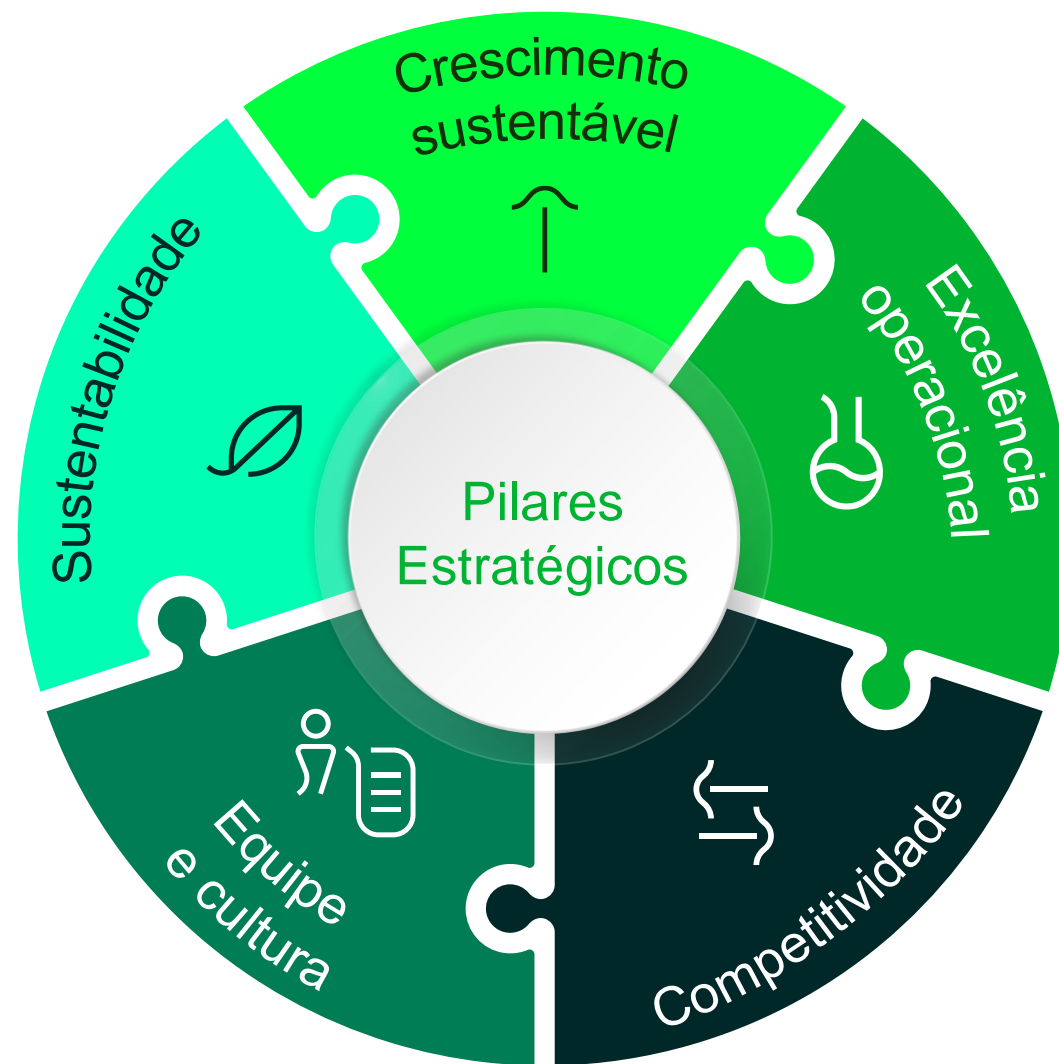 Crescimento
sustentável
Excelência
operacional
Competitividade
Equipe
e cultura
Sustentabilidade
Pilares
Estratégicos